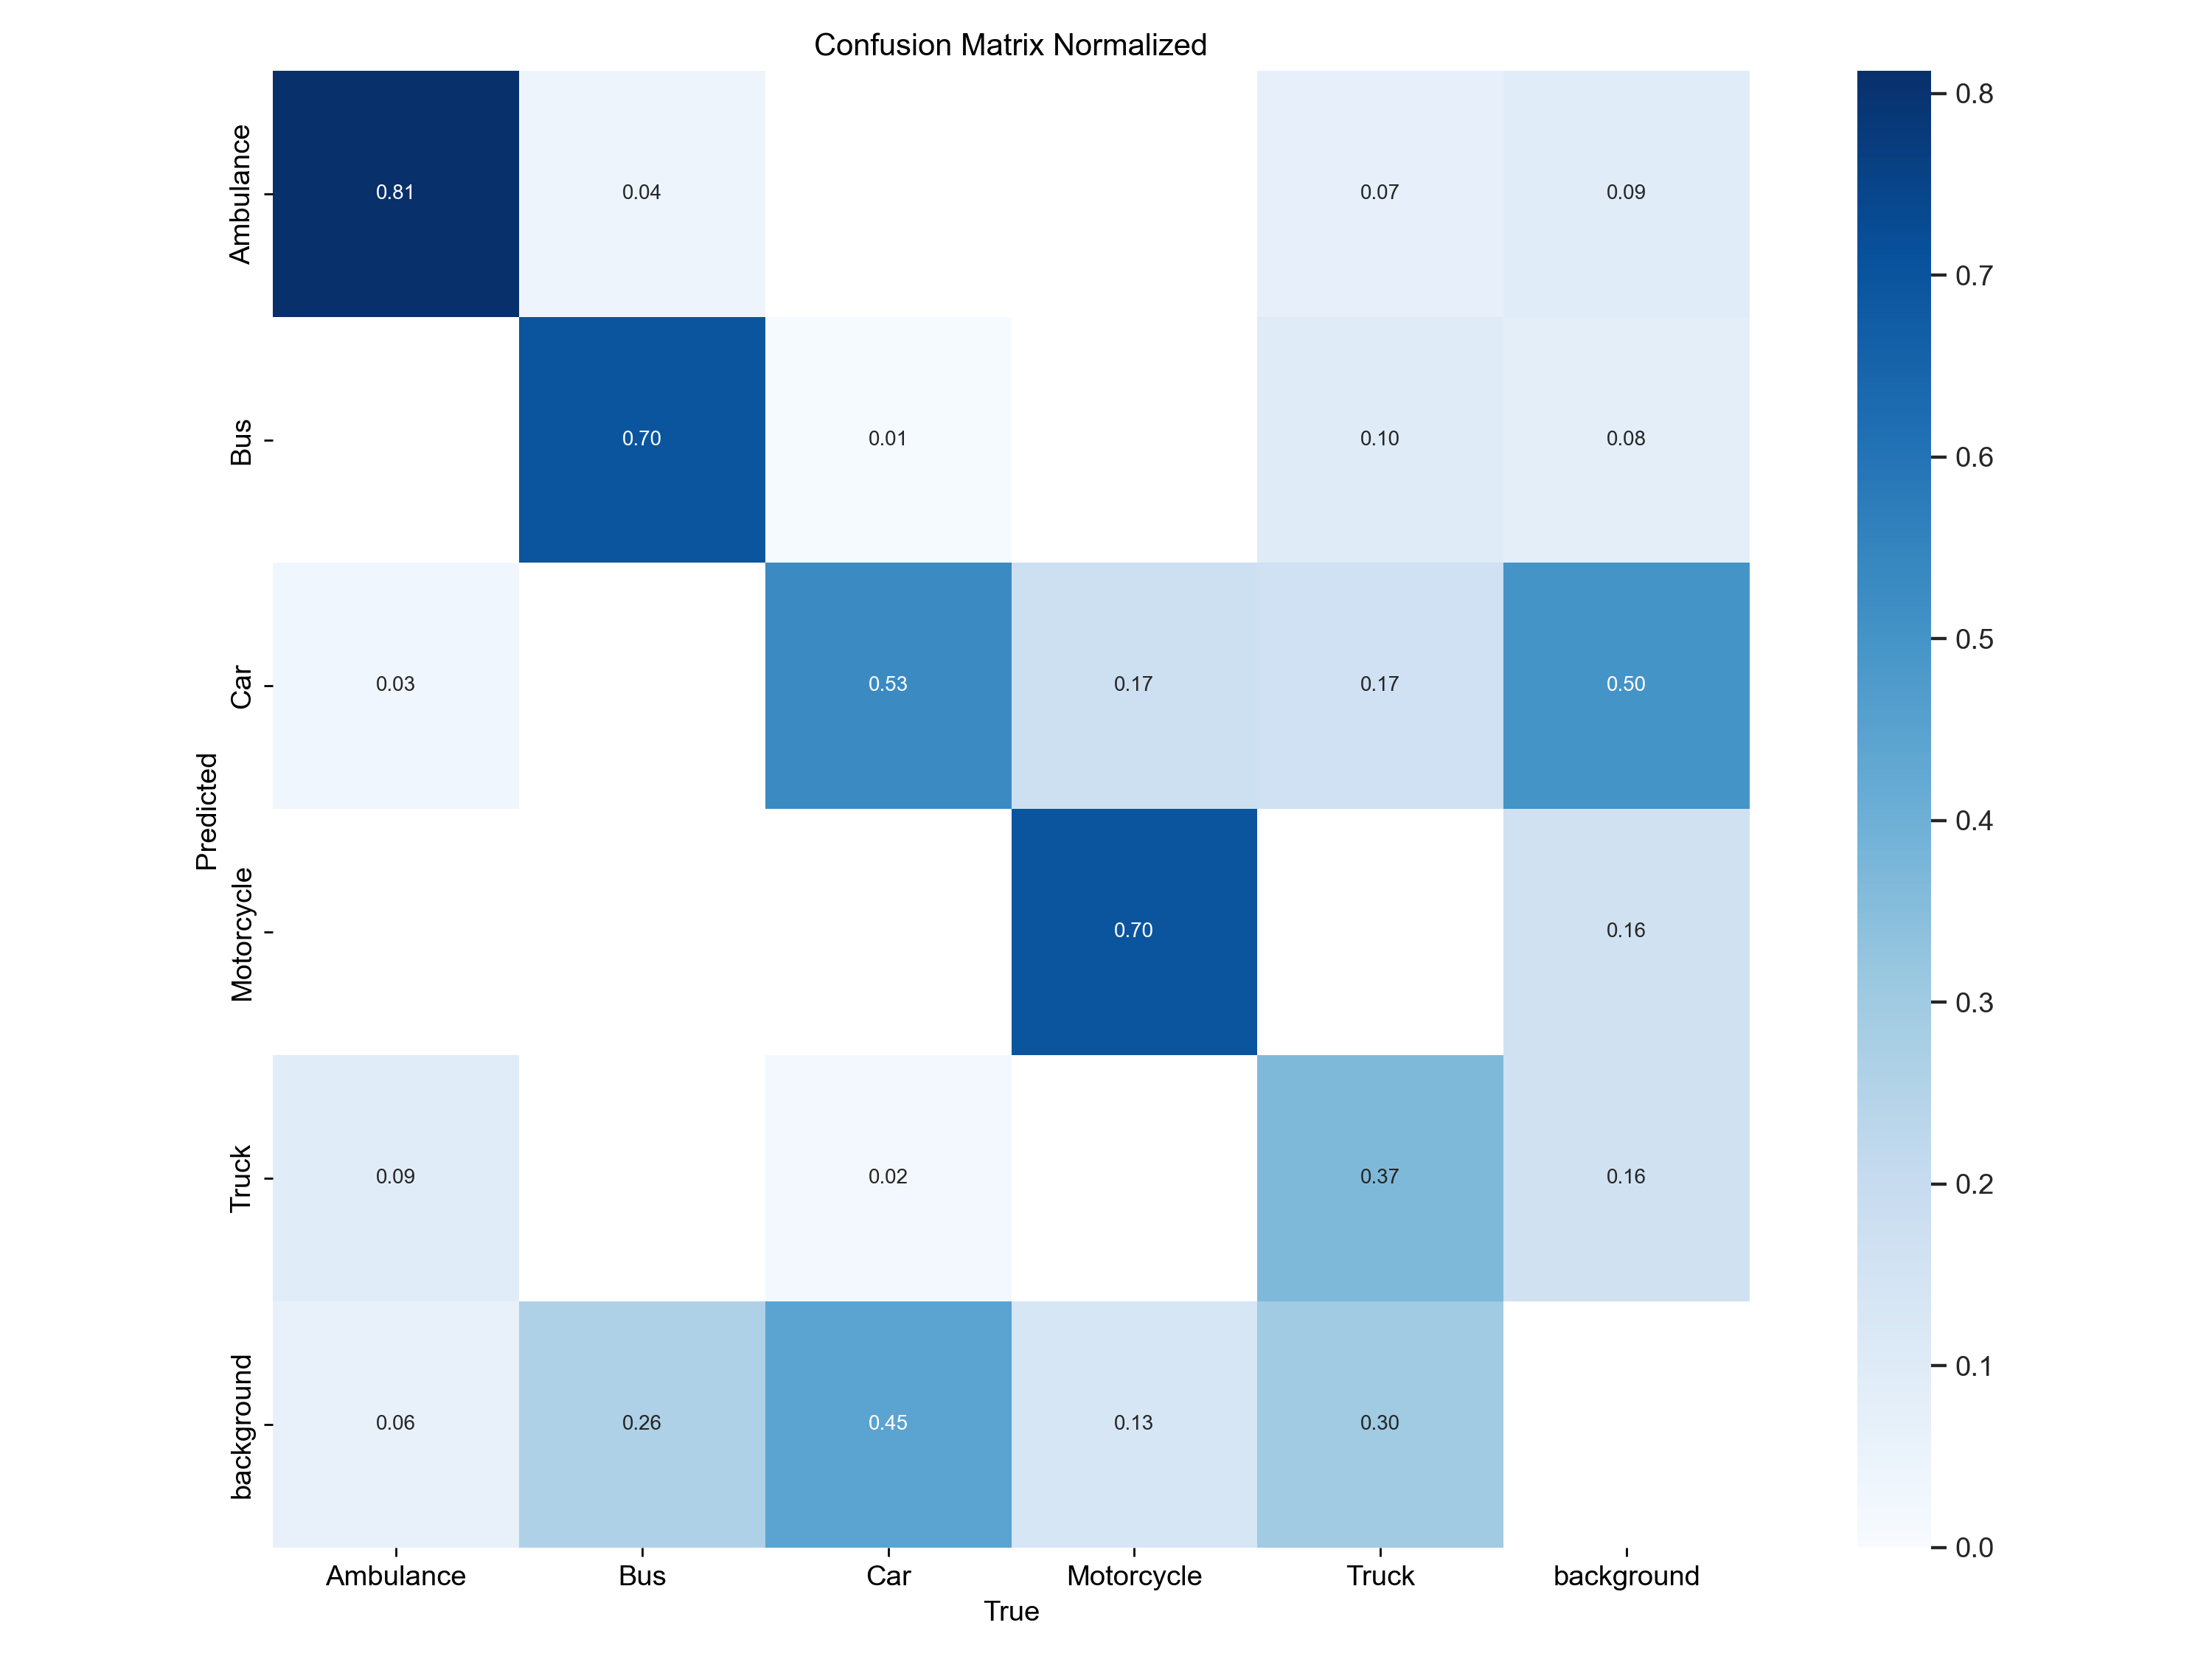 Confusion Matrix Normalized
Ambulance
0.81
0.04
0.07
0.09
Bus
0.70
0.01
0.10
0.08
Car
0.03
0.53
0.17
0.17
0.50
Motorcycle
0.70
0.16
Truck
0.09
0.02
0.37
0.16
background
0.06
0.26
0.45
0.13
0.30
Predicted
Ambulance
Bus
Car
Motorcycle
Truck
background
True
0.8
0.7
0.6
0.5
0.4
0.3
0.2
0.1
0.0